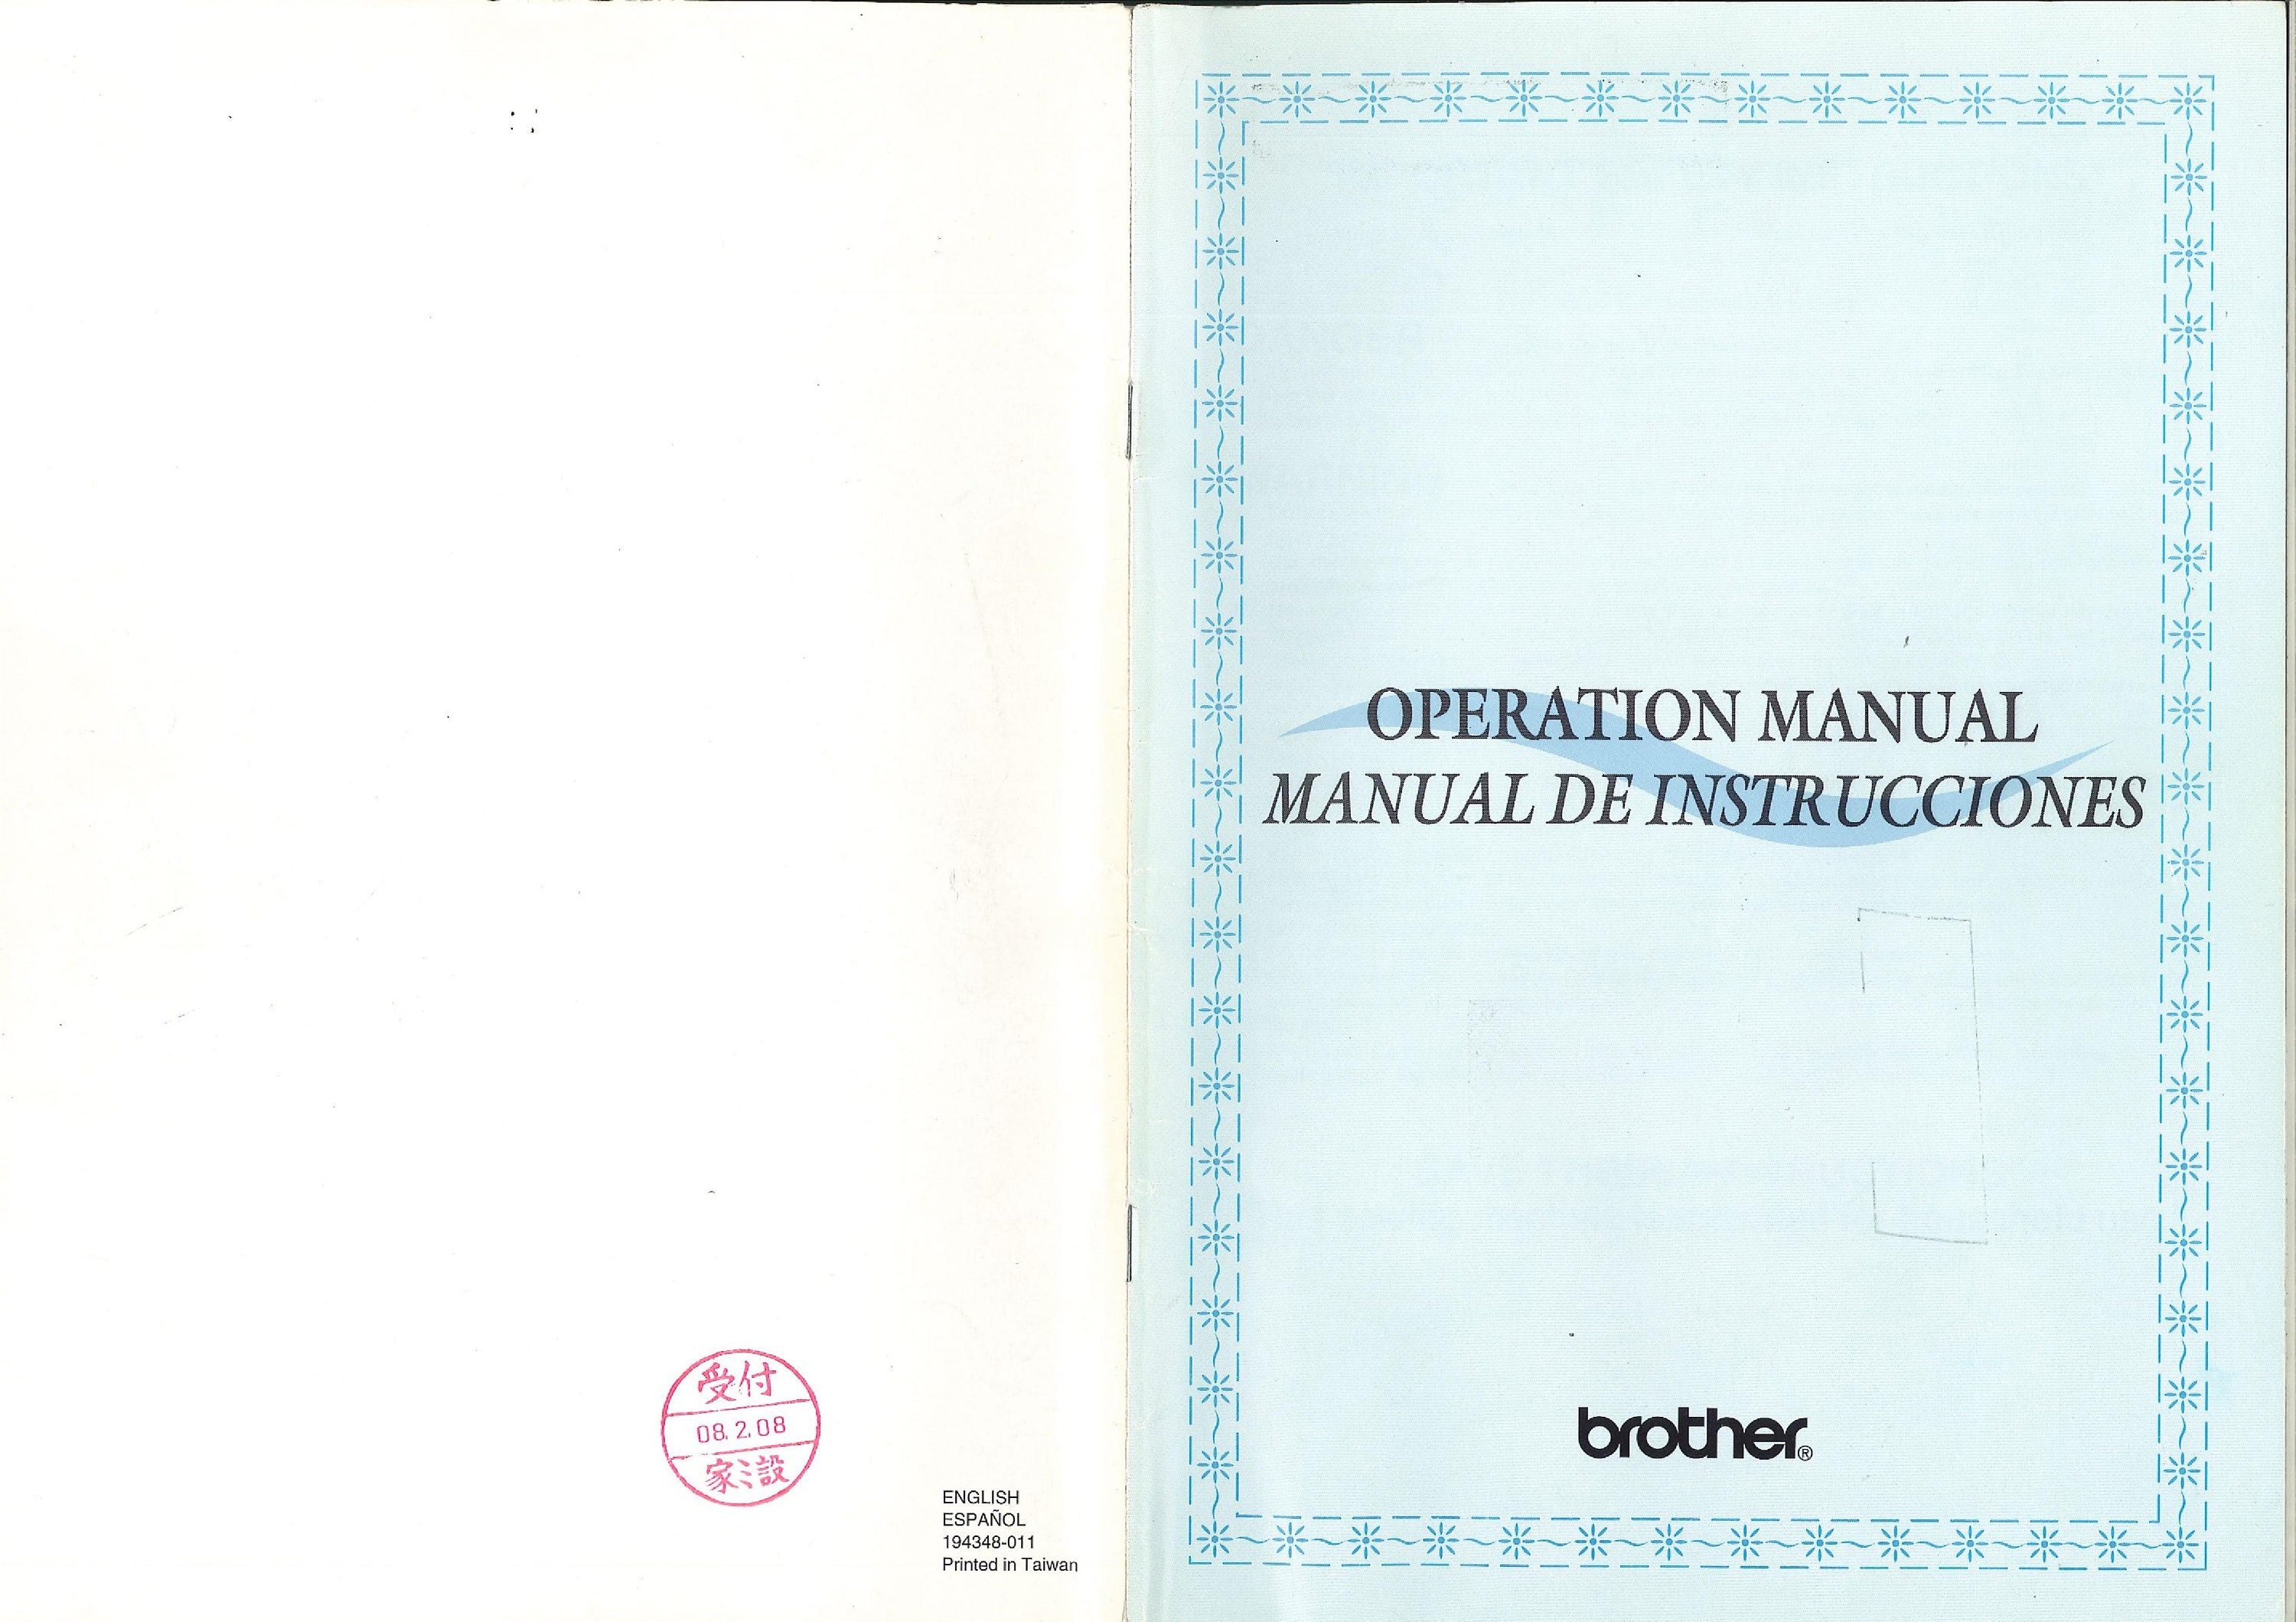 受付
08.2.08
家ミ設
ENGLISH
ESPAÑOL
194348-011
Printed in Taiwan
OPERATION MANUAL
MANUAL DE INSTRUCCIONES
brother®